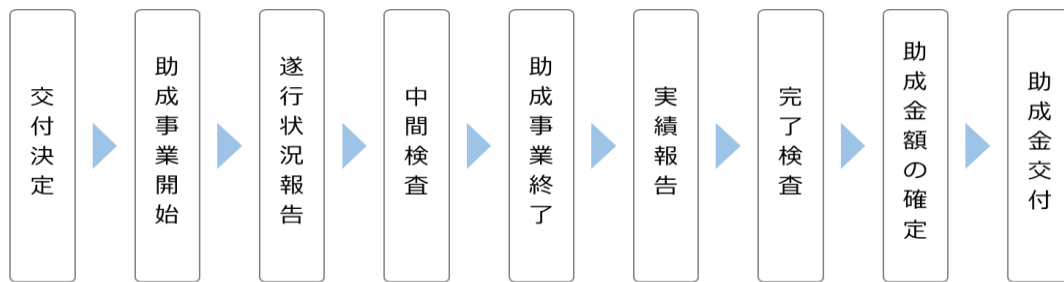 交付決定
助成事業開始
遂行状況報告
中間検査
助成事業終了
実績報告
完了検査
助成金額の確定
助成金交付